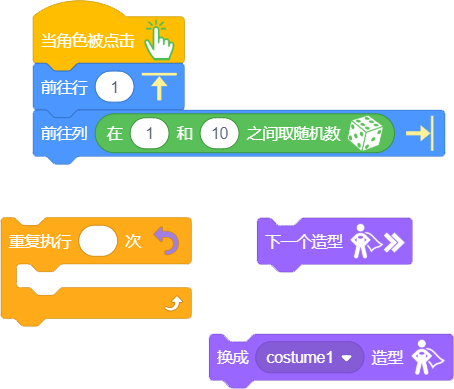 当角色被点击
前往行 1
前往列 在 1 和 10 之间取随机数
重复执行 次
下一个造型
换成 costume1 造型